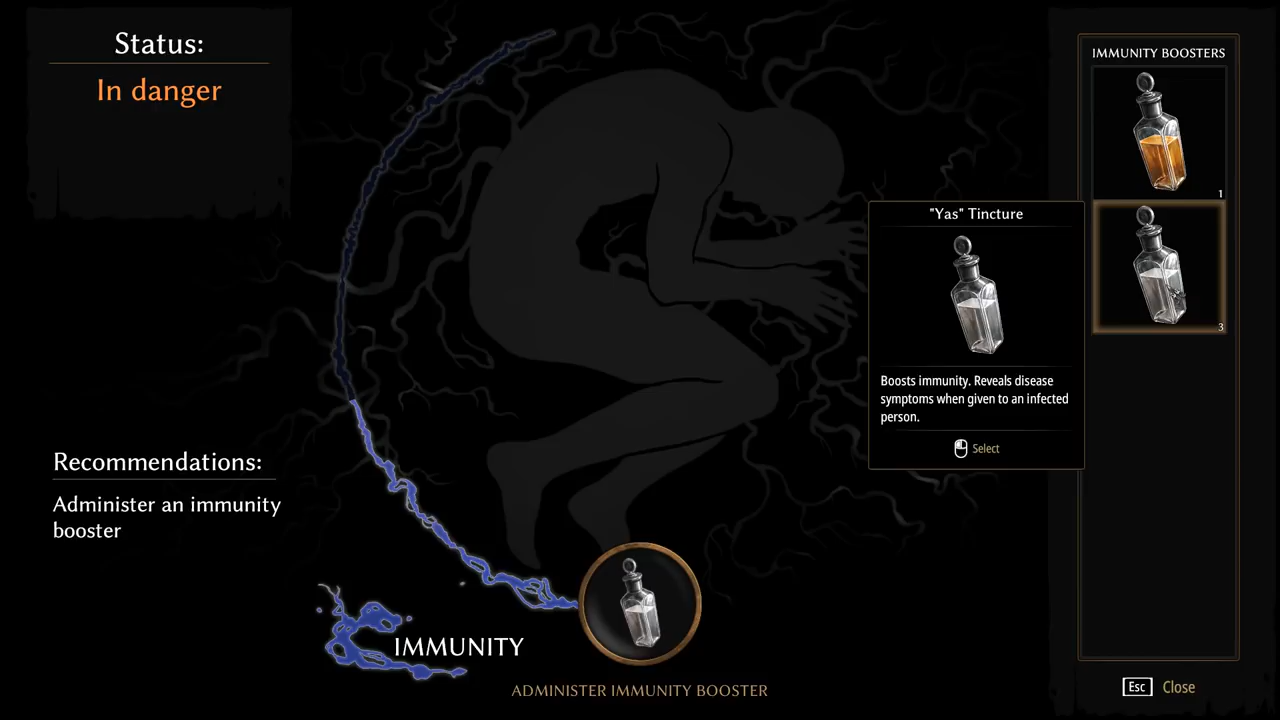 Status:
In danger
Recommendations:
Administer an immunity
booster
IMMUNITY
ADMINISTER IMMUNITY BOOSTER
"Yas" Tincture
Boosts immunity. Reveals disease
symptoms when given to an infected
person.
Select
IMMUNITY BOOSTERS
1
3
Esc Close